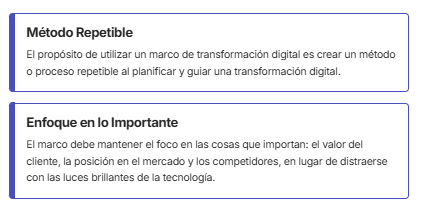 Método Repetible
El propósito de utilizar un marco de transformación digital es crear un método
o proceso repetible al planificar y guiar una transformación digital.
Enfoque en lo Importante
El marco debe mantener el foco en las cosas que importan: el valor del
cliente, la posición en el mercado y los competidores, en lugar de distraerse
con las luces brillantes de la tecnología.